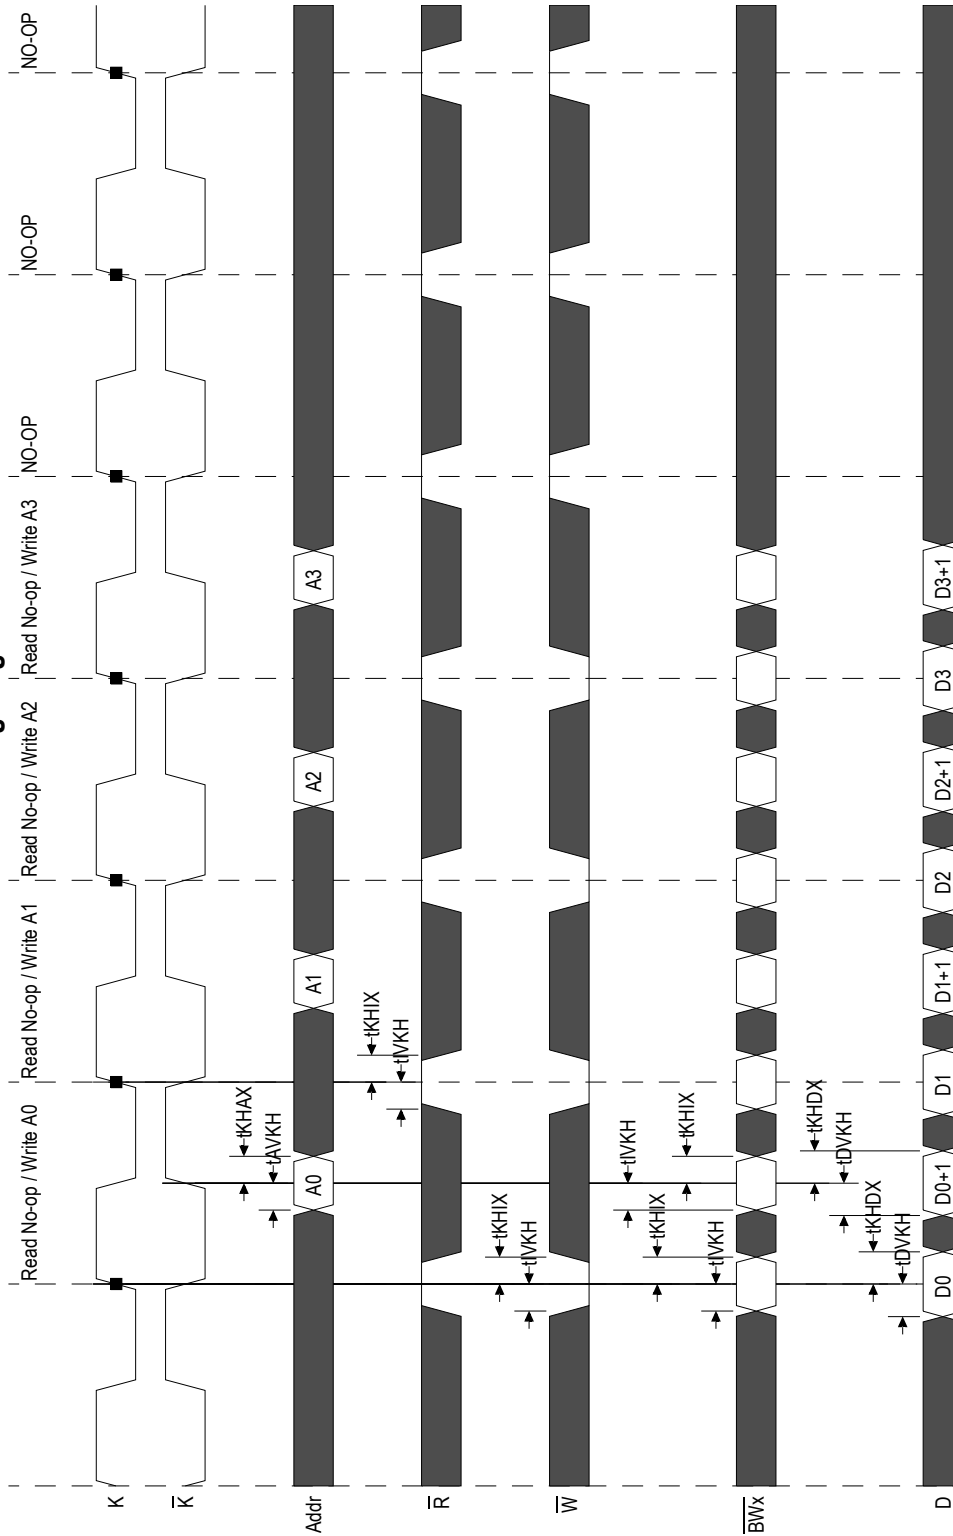 Read No-op / Write A0
Read No-op / Write A1
Read No-op / Write A2
Read No-op / Write A3
NO-OP
NO-OP
NO-OP
K
K̅
tKHAX
tAVKH
Addr
A0
A1
A2
A3
tKHIX
tIVKH
R̅
tKHIX
tIVKH
W̅
tIVKH
tKHIX
tKHIX
tIVKH
B̅W̅x̅
tKHDX
tDVKH
tKHDX
tDVKH
D
D0
D0+1
D1
D1+1
D2
D2+1
D3
D3+1